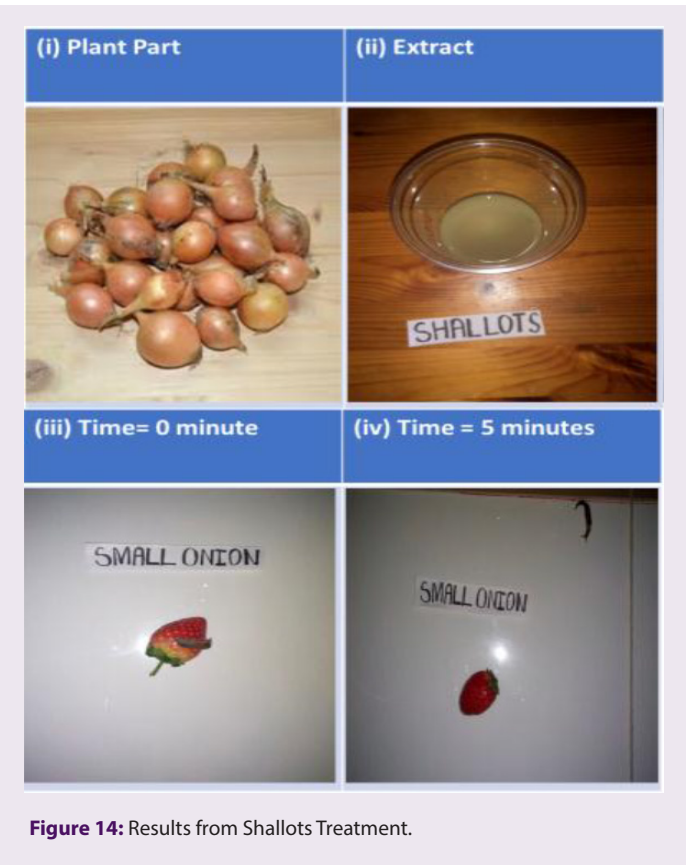 (i) Plant Part
(ii) Extract
SHALLOTS
(iii) Time= 0 minute
(iv) Time = 5 minutes
SMALL ONION
SMALL ONION
Figure 14: Results from Shallots Treatment.